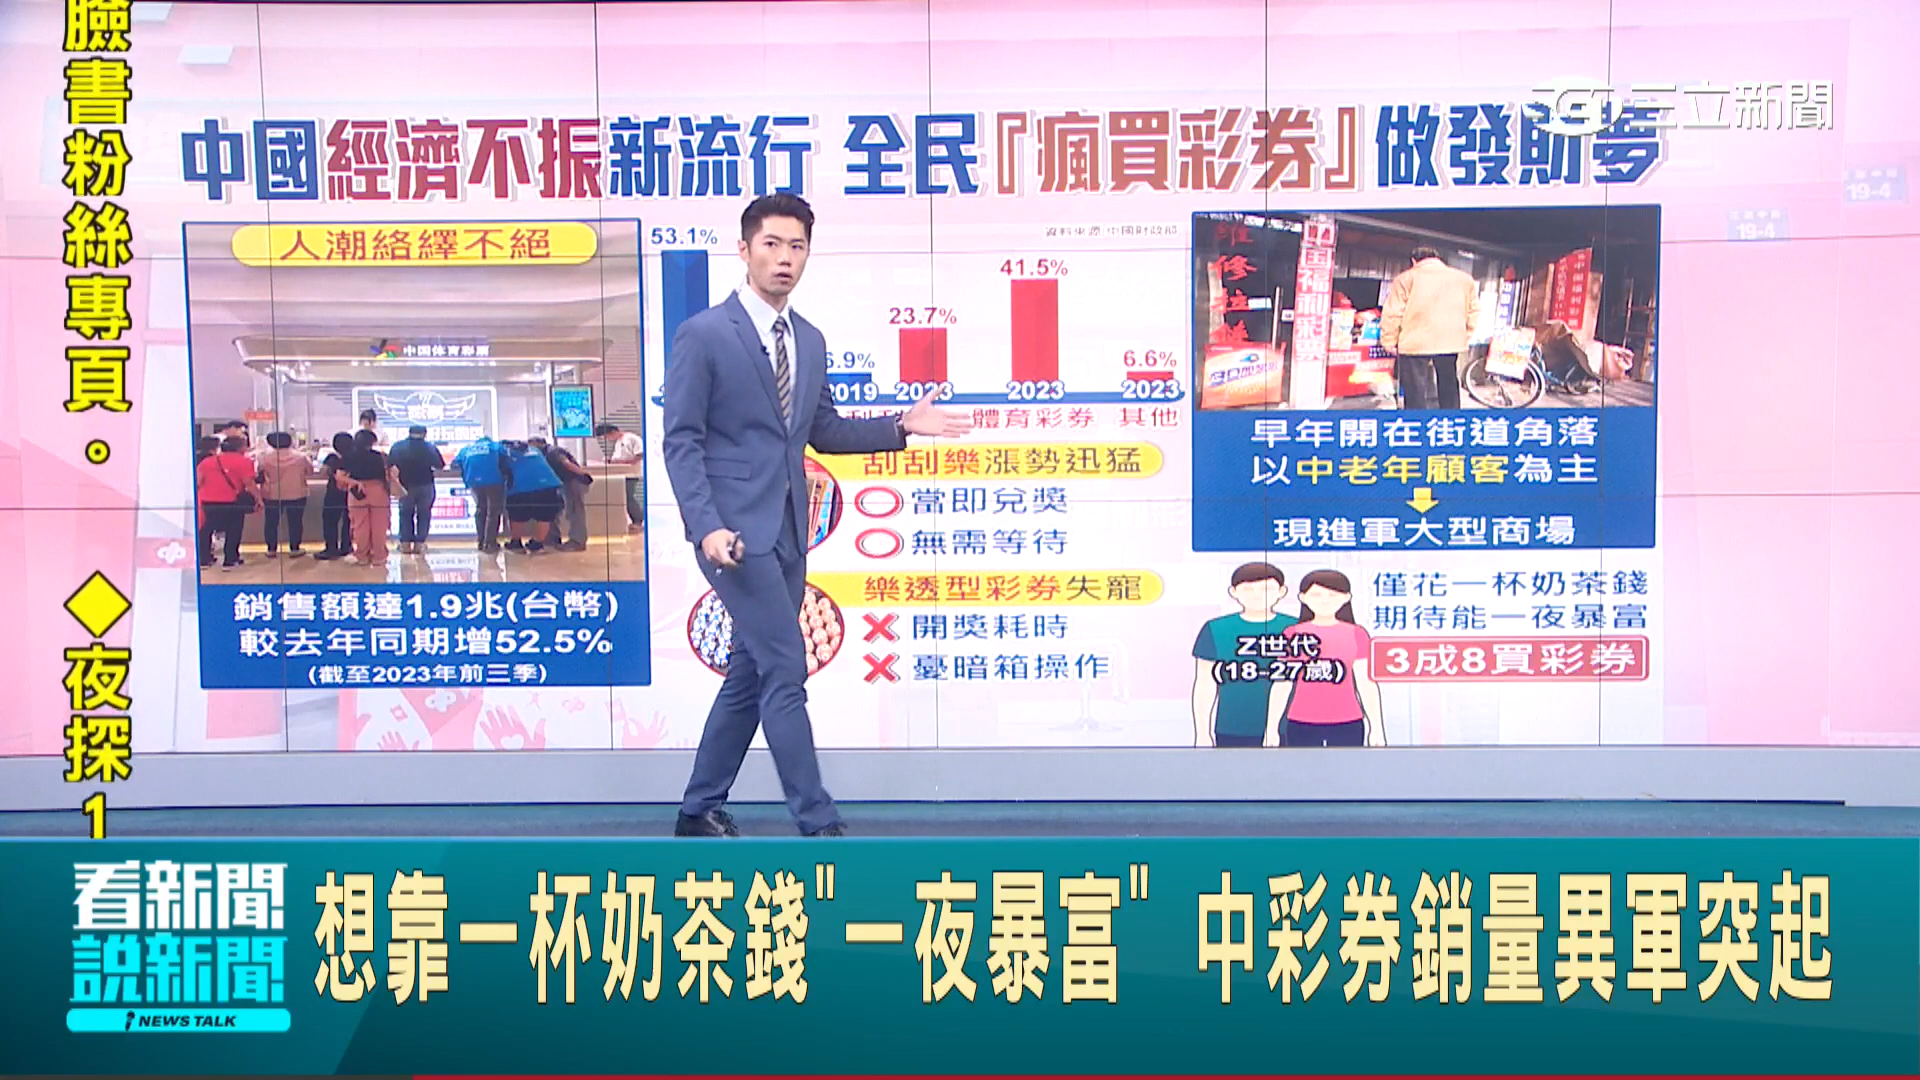 臉書粉絲專頁。
◆夜探1
三立新聞
中國經濟不振新流行 全民『瘋買彩券』做發財夢
19-4
19-4
人潮絡繹不絕
中国体育彩票
銷售額達1.9兆(台幣)
較去年同期增52.5%
(截至2023年前三季)
資料來源:中國財政部
53.1%
6.9%
23.7%
41.5%
6.6%
2019
2023
2023
2023
體育彩券
其他
刮刮樂漲勢迅猛
當即兌獎
無需等待
樂透型彩券失寵
開獎耗時
憂暗箱操作
国福利彩票
早年開在街道角落
以中老年顧客為主
現進軍大型商場
Z世代
(18-27歲)
僅花一杯奶茶錢
期待能一夜暴富
3成8買彩券
看新聞
說新聞
NEWS TALK
想靠一杯奶茶錢"一夜暴富" 中彩券銷量異軍突起